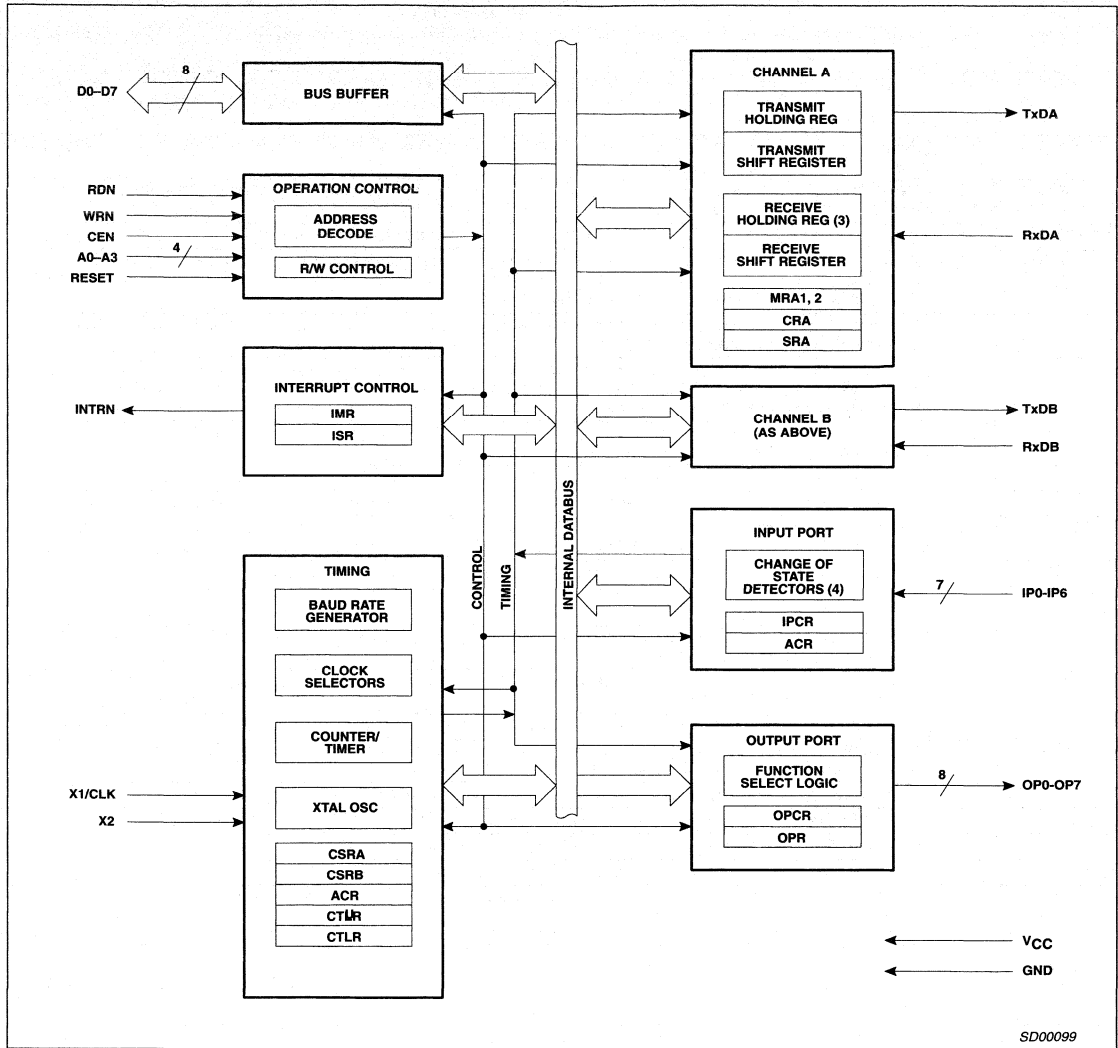 D0–D7
8
BUS BUFFER
RDN
WRN
CEN
A0–A3
4
RESET
OPERATION CONTROL
ADDRESS
DECODE
R/W CONTROL
INTRN
INTERRUPT CONTROL
IMR
ISR
TIMING
BAUD RATE
GENERATOR
CLOCK
SELECTORS
COUNTER/
TIMER
X1/CLK
X2
XTAL OSC
CSRA
CSRB
ACR
CTLR
CONTROL
TIMING
INTERNAL DATABUS
CHANNEL A
TRANSMIT
HOLDING REG
TRANSMIT
SHIFT REGISTER
RECEIVE
HOLDING REG (3)
RECEIVE
SHIFT REGISTER
MRA1, 2
CRA
SRA
TxDA
RxDA
CHANNEL B
(AS ABOVE)
TxDB
RxDB
INPUT PORT
CHANGE OF
STATE
DETECTORS (4)
IPCR
ACR
7
IP0-IP6
OUTPUT PORT
FUNCTION
SELECT LOGIC
OPCR
OPR
8
OP0-OP7
VCC
GND
SD00099